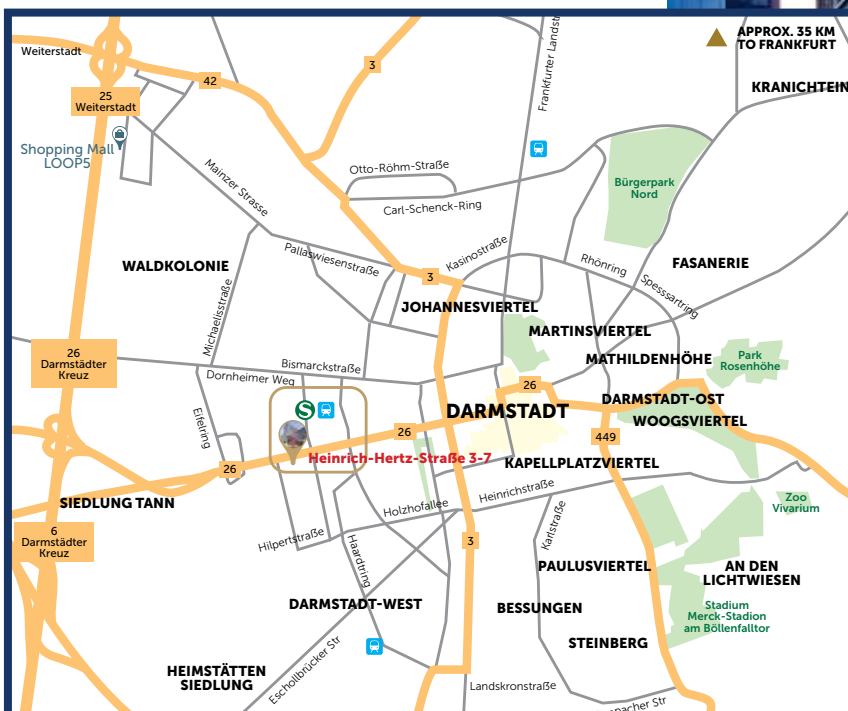 APPROX. 35 KM
TO FRANKFURT
Weiterstadt
3
42
Frankfurter Landstr
KRANICHTEIN
25
Weiterstadt
Shopping Mall
LOOP5
Mainzer Strasse
Otto-Röhm-Straße
Carl-Schenck-Ring
Bürgerpark
Nord
Pallaswiesenstraße
Kasinostraße
Rhönring
Spesssartring
FASANERIE
WALDKOLONIE
3
JOHANNESVIERTEL
Michaelisstraße
MARTINSVIERTEL
MATHILDENHÖHE
Park
Rosenhöhe
26
Darmstädter
Kreuz
Bismarckstraße
Dornheimer Weg
Eifelring
S
26
DARMSTADT
DARMSTADT-OST
WOOGSVIERTEL
26
449
Heinrich-Hertz-Straße 3-7
KAPELLPLATZVIERTEL
26
SIEDLUNG TANN
Heinrichstraße
Holzhofallee
Zoo
Vivarium
6
Darmstädter
Kreuz
Hilpertstraße
Haardtring
3
Karlstraße
PAULUSVIERTEL
AN DEN
LICHTWIESEN
DARMSTADT-WEST
BESSUNGEN
Stadium
Merck-Stadion
am Böllenfalltor
STEINBERG
HEIMSTÄTTEN
SIEDLUNG
Eschollbrücker Str
Landskronstraße
Str